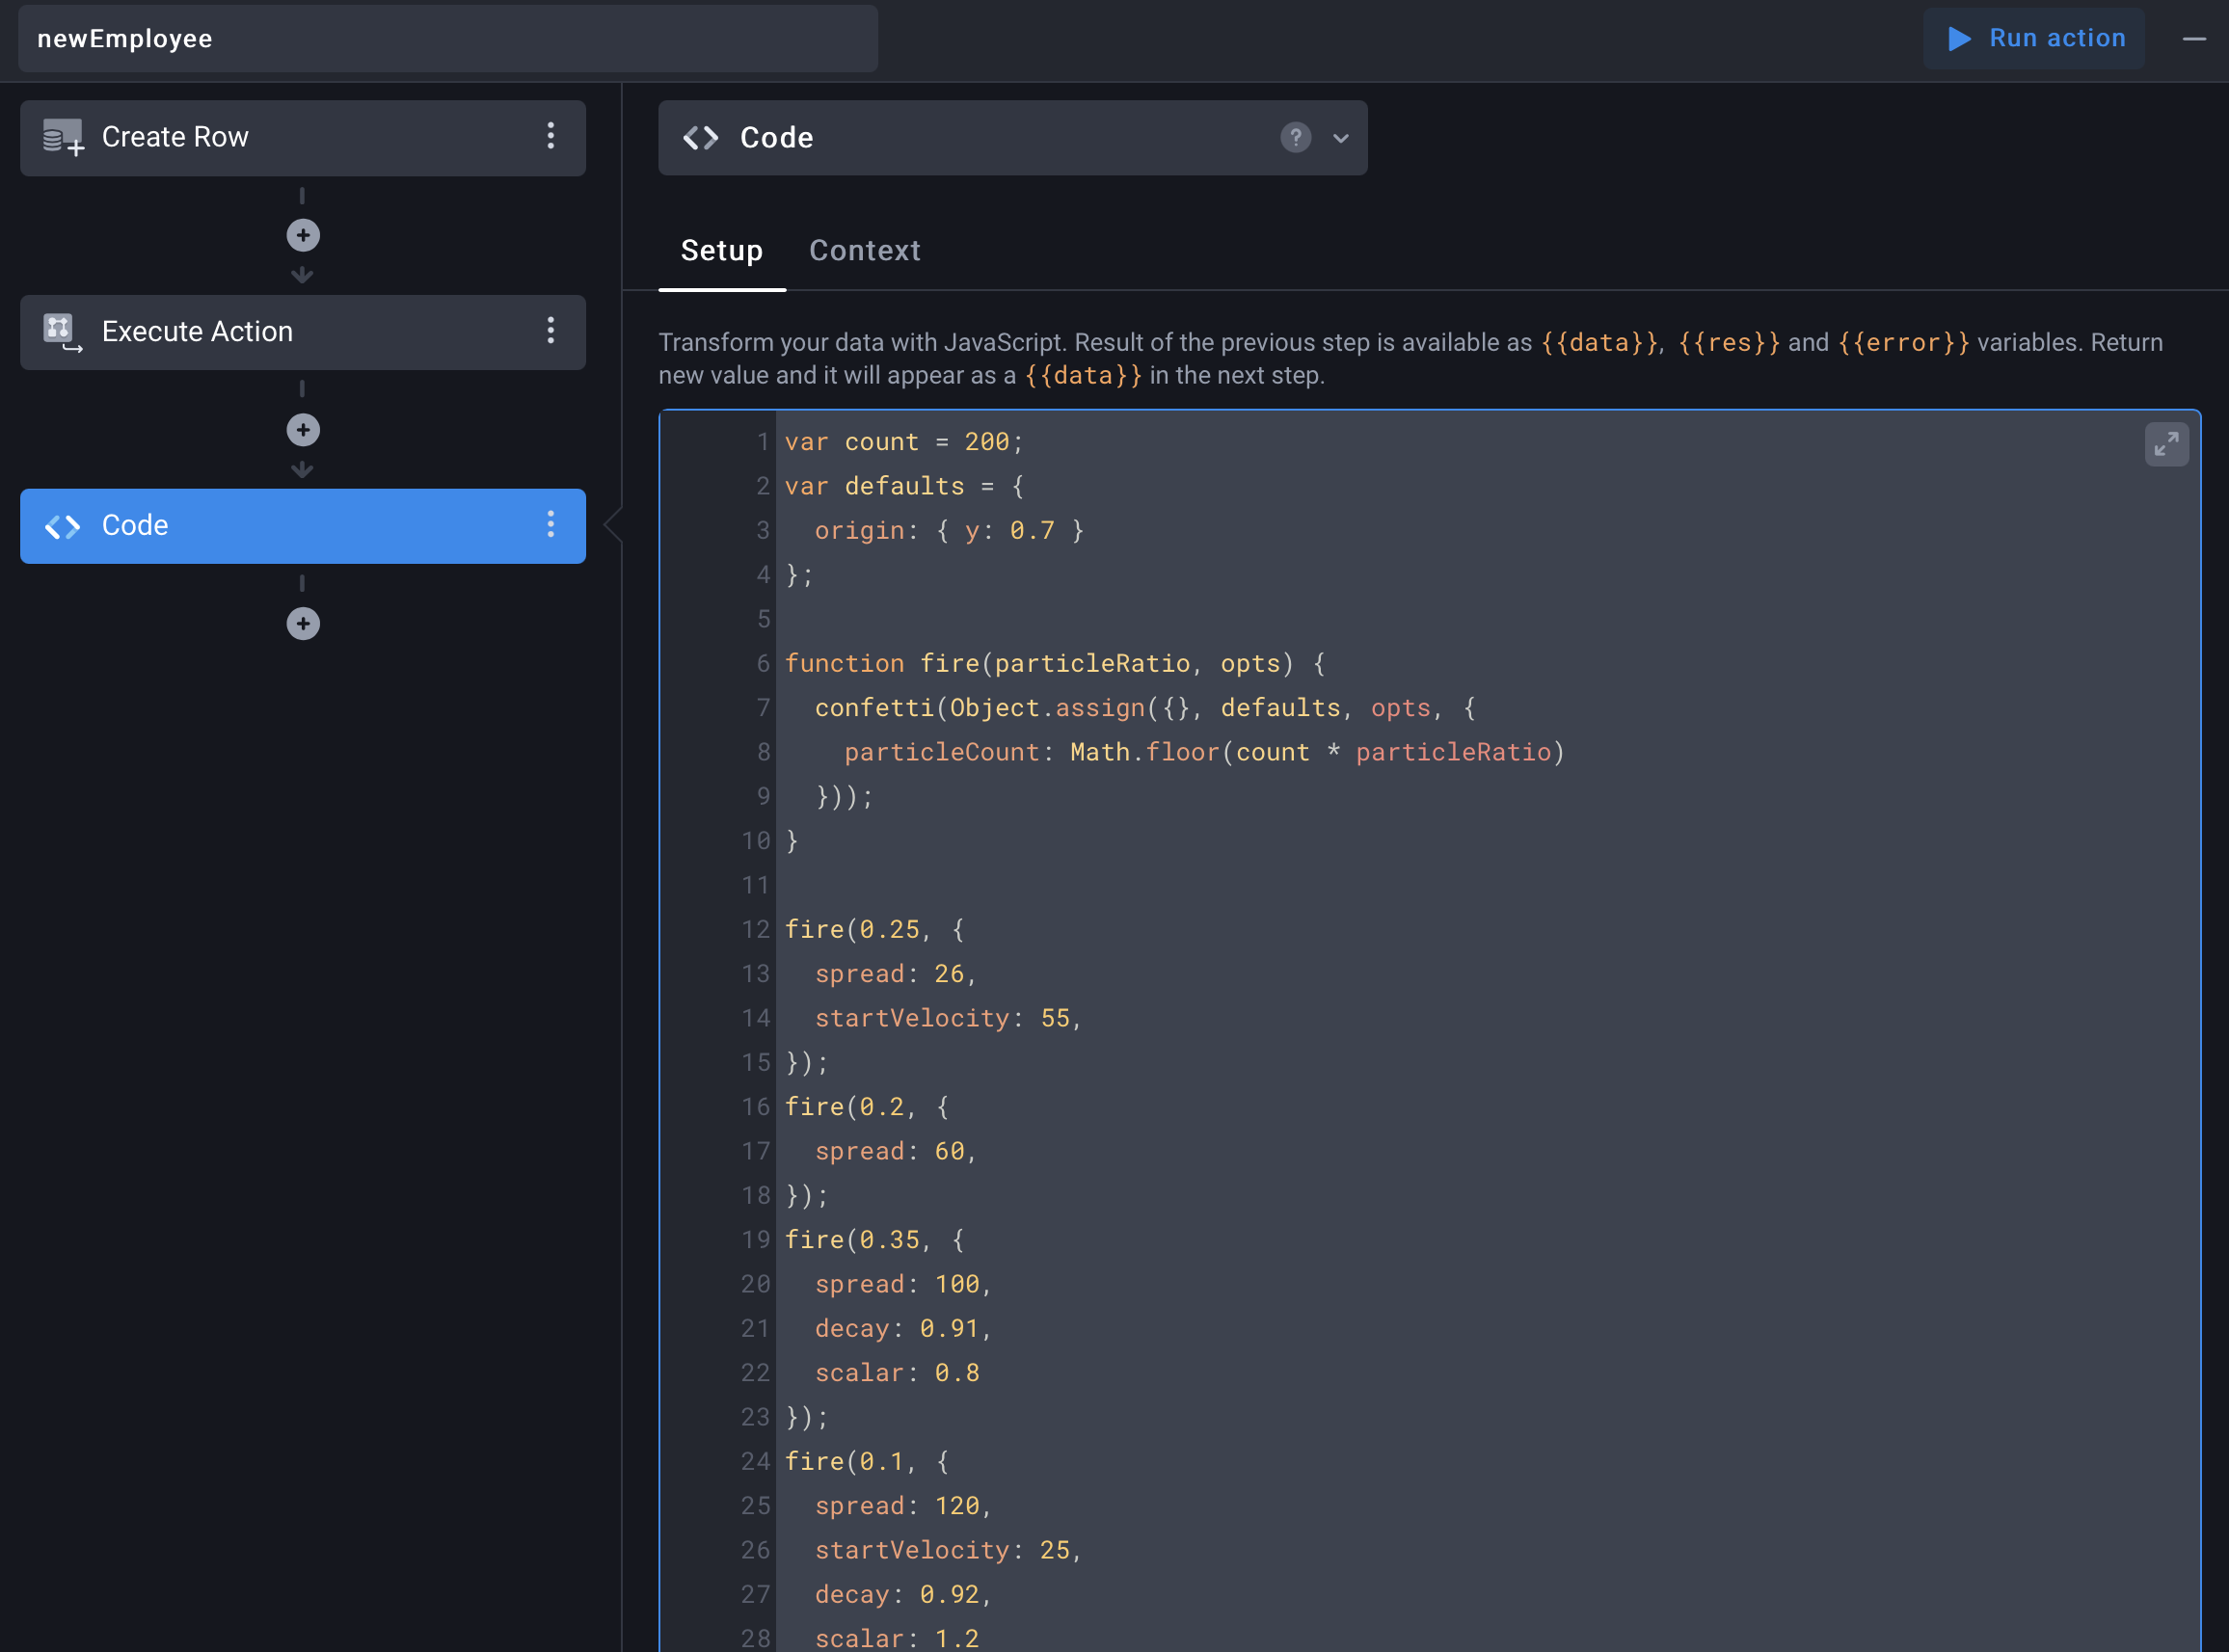 newEmployee
Run action
Create Row
Execute Action
Code
Code
?
Setup Context
Transform your data with JavaScript. Result of the previous step is available as {{data}}, {{res}} and {{error}} variables. Return
new value and it will appear as a {{data}} in the next step.
1 var count = 200;
2 var defaults = {
3 origin: { y: 0.7 }
4 };
5
6 function fire(particleRatio, opts) {
7 confetti(Object.assign({}, defaults, opts, {
8 particleCount: Math.floor(count * particleRatio)
9 }));
10 }
11
12 fire(0.25, {
13 spread: 26,
14 startVelocity: 55,
15 });
16 fire(0.2, {
17 spread: 60,
18 });
19 fire(0.35, {
20 spread: 100,
21 decay: 0.91,
22 scalar: 0.8
23 });
24 fire(0.1, {
25 spread: 120,
26 startVelocity: 25,
27 decay: 0.92,
28 scalar: 1.2